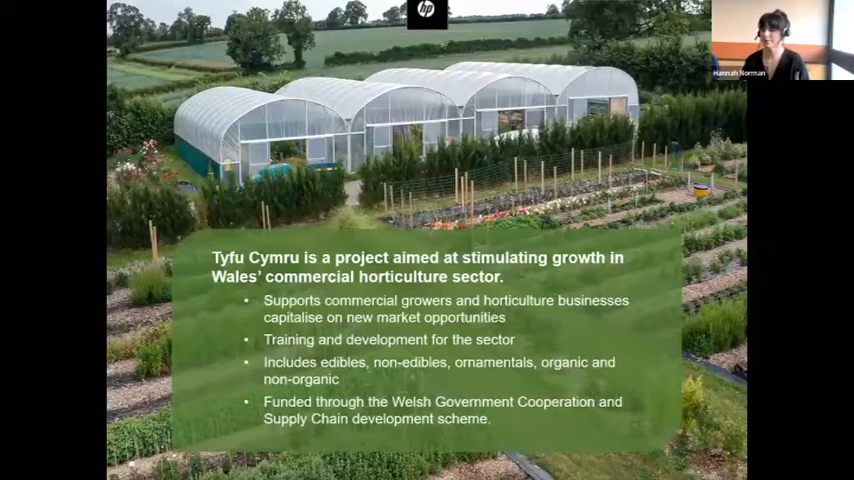 hp
Hannah Norman
Tyfu Cymru is a project aimed at stimulating growth in
Wales' commercial horticulture sector.
• Supports commercial growers and horticulture businesses
capitalise on new market opportunities
• Training and development for the sector
• Includes edibles, non-edibles, ornamentals, organic and
non-organic
• Funded through the Welsh Government Cooperation and
Supply Chain development scheme.